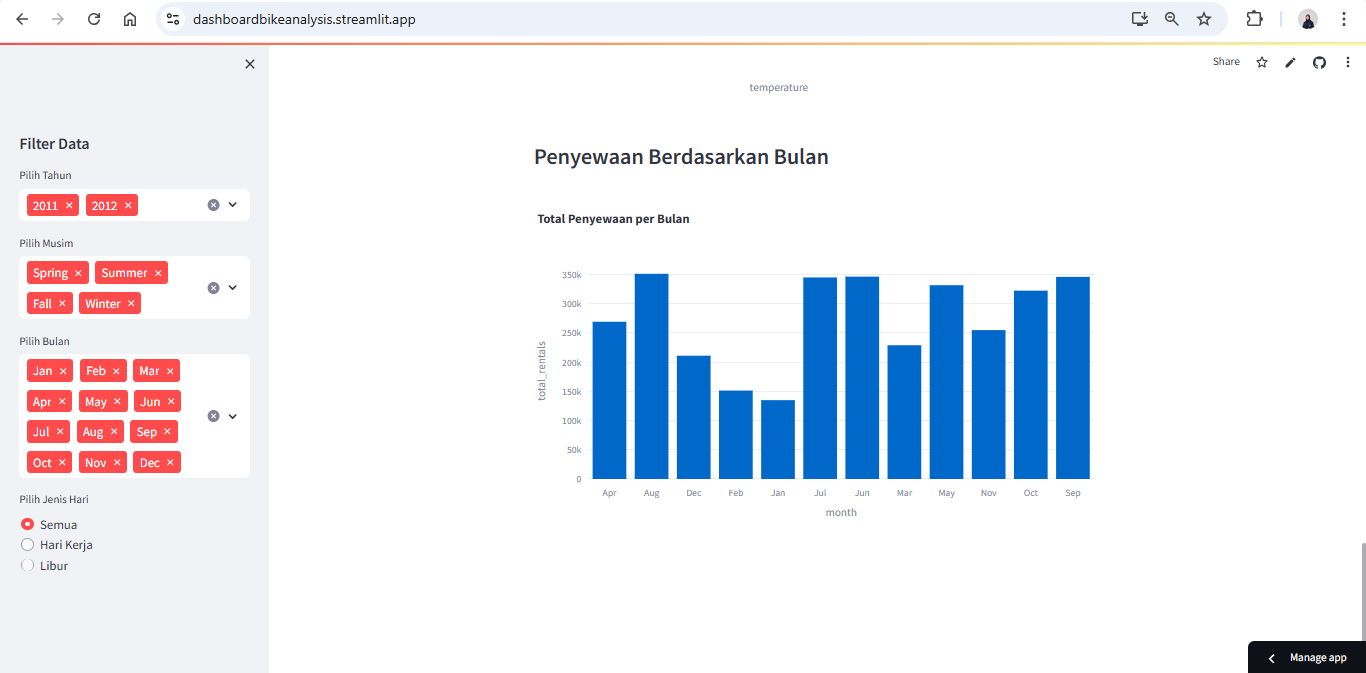 dashboardbikeanalysis.streamlit.app
Share
Filter Data
Pilih Tahun
2011 × 2012 ×
Pilih Musim
Spring × Summer ×
Fall × Winter ×
Pilih Bulan
Jan × Feb × Mar ×
Apr × May × Jun ×
Jul × Aug × Sep ×
Oct × Nov × Dec ×
Pilih Jenis Hari
Semua
Hari Kerja
Libur
temperature
Penyewaan Berdasarkan Bulan
Total Penyewaan per Bulan
total_rentals
350k
300k
250k
200k
150k
100k
50k
0
Apr Aug Dec Feb Jan Jul Jun Mar May Nov Oct Sep
month
Manage app